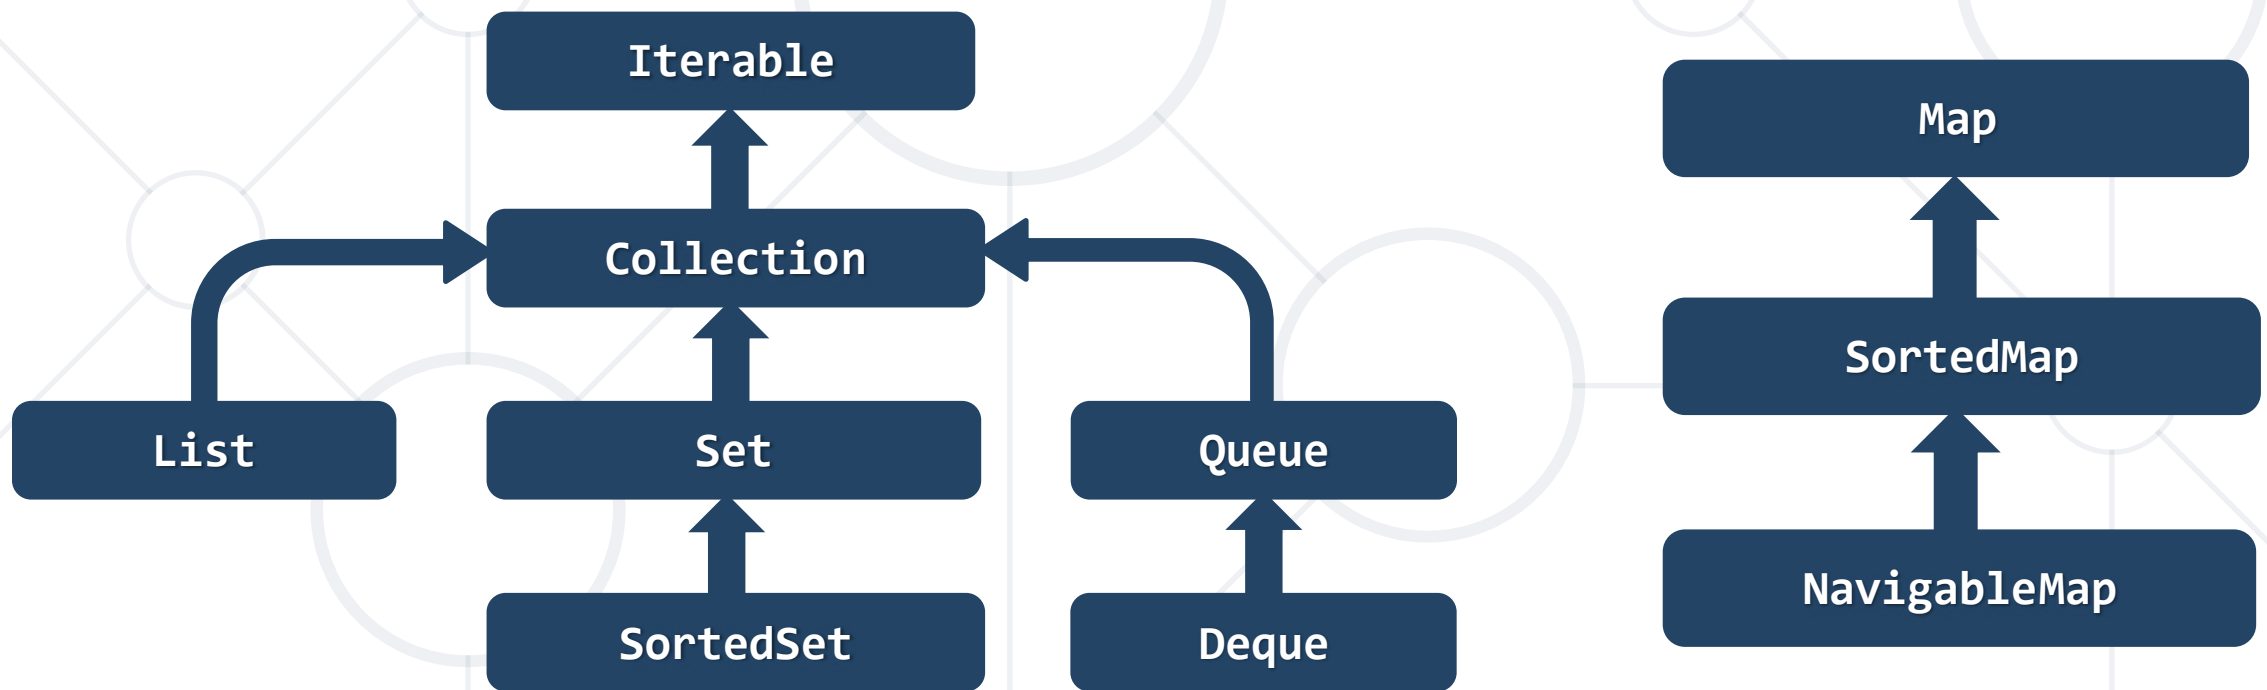 Iterable
Map
Collection
SortedMap
List
Set
Queue
NavigableMap
SortedSet
Deque